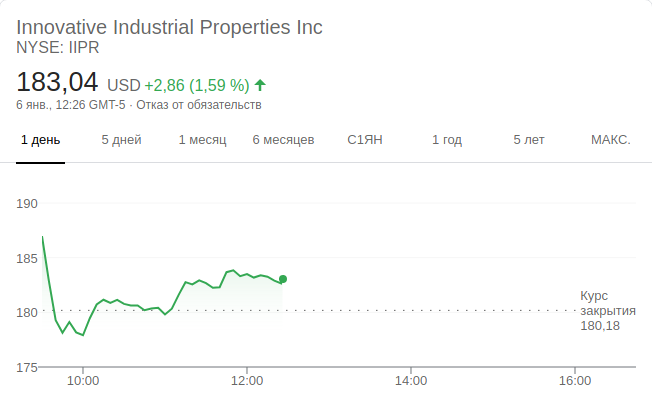 Innovative Industrial Properties Inc
NYSE: IIPR
183,04 USD +2,86 (1,59 %)
6 янв., 12:26 GMT-5 · Отказ от обязательств
1 день 5 дней 1 месяц 6 месяцев С1ЯН 1 год 5 лет МАКС.
190
185
180
175
Курс
закрытия
180,18
10:00 12:00 14:00 16:00